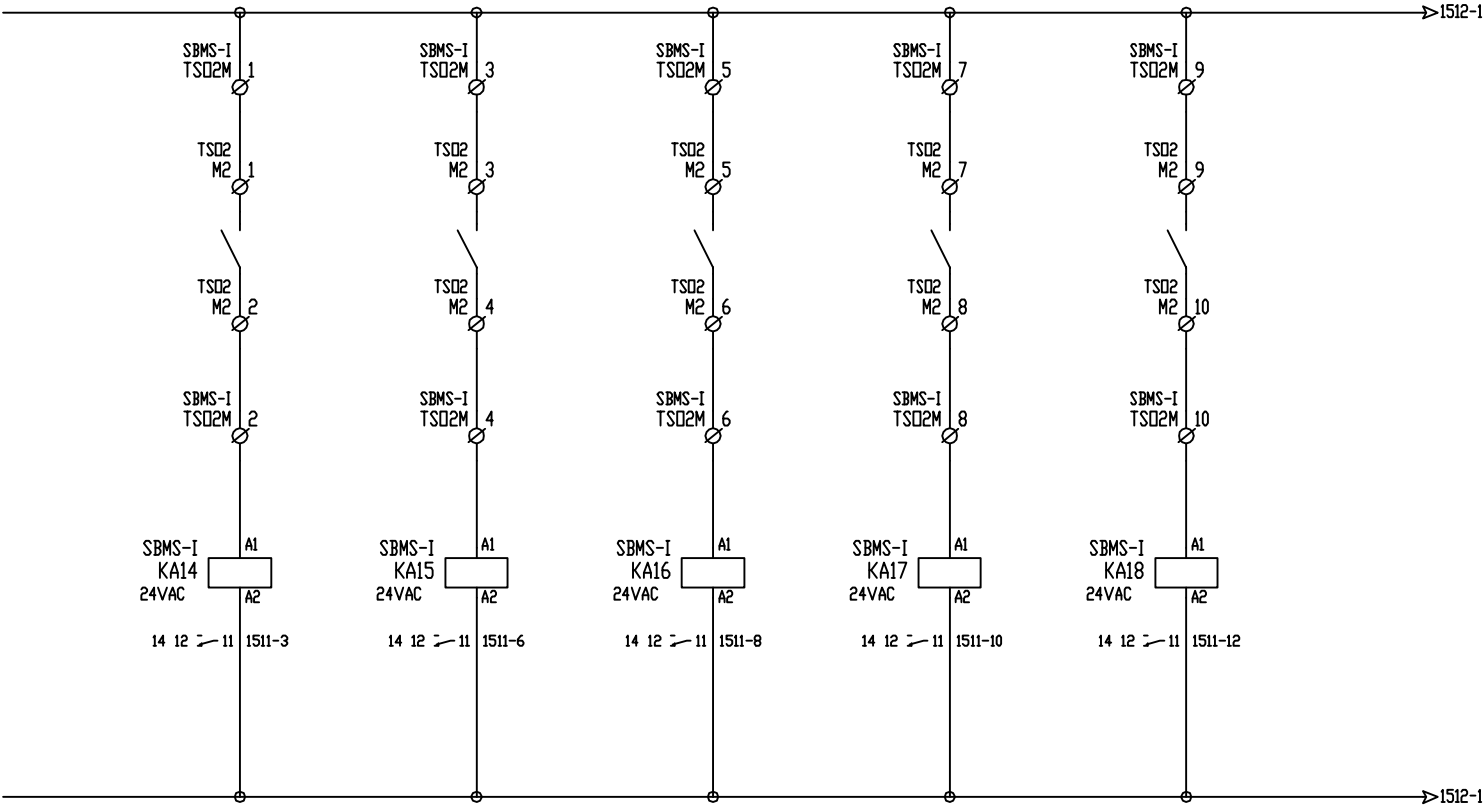 1512-1
SBMS-I SBMS-I SBMS-I SBMS-I SBMS-I
TS02M 1 TS02M 3 TS02M 5 TS02M 7 TS02M 9
TS02 TS02 TS02 TS02 TS02
M2 1 M2 3 M2 5 M2 7 M2 9
TS02 TS02 TS02 TS02 TS02
M2 2 M2 4 M2 6 M2 8 M2 10
SBMS-I SBMS-I SBMS-I SBMS-I SBMS-I
TS02M 2 TS02M 4 TS02M 6 TS02M 8 TS02M 10
SBMS-I A1 SBMS-I A1 SBMS-I A1 SBMS-I A1 SBMS-I A1
KA14 KA15 KA16 KA17 KA18
24VAC A2 24VAC A2 24VAC A2 24VAC A2 24VAC A2
14 12 11 1511-3 14 12 11 1511-6 14 12 11 1511-8 14 12 11 1511-10 14 12 11 1511-12
1512-1